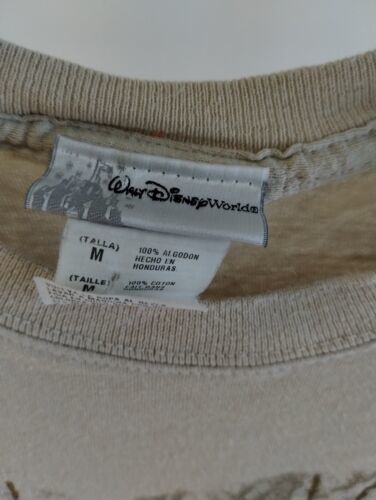 Walt Disney World®
(TALLA)
M
100% ALGODON
HECHO EN
HONDURAS
(TAILLE)
M
100% COTON